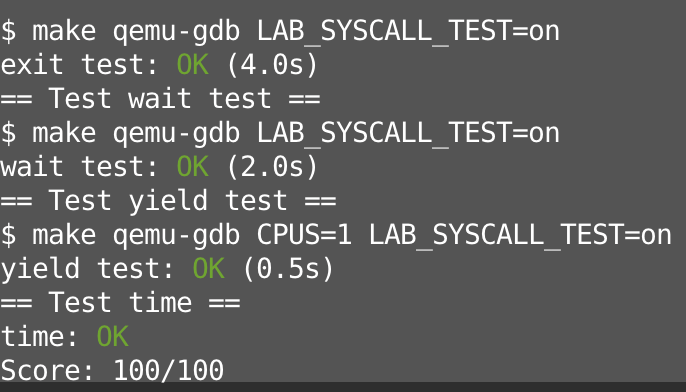 $ make qemu-gdb LAB_SYSCALL_TEST=on
exit test: OK (4.0s)
== Test wait test ==
$ make qemu-gdb LAB_SYSCALL_TEST=on
wait test: OK (2.0s)
== Test yield test ==
$ make qemu-gdb CPUS=1 LAB_SYSCALL_TEST=on
yield test: OK (0.5s)
== Test time ==
time: OK
Score: 100/100